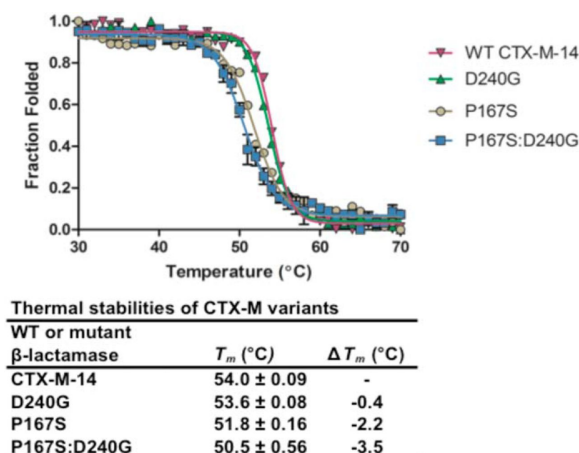 1.0
0.8
0.6
0.4
0.2
0.0
Fraction Folded
30 40 50 60 70
Temperature (°C)
WT CTX-M-14
D240G
P167S
P167S:D240G
Thermal stabilities of CTX-M variants
WT or mutant
β-lactamase Tm (°C) Δ Tm (°C)
CTX-M-14 54.0 ± 0.09 -
D240G 53.6 ± 0.08 -0.4
P167S 51.8 ± 0.16 -2.2
P167S:D240G 50.5 ± 0.56 -3.5